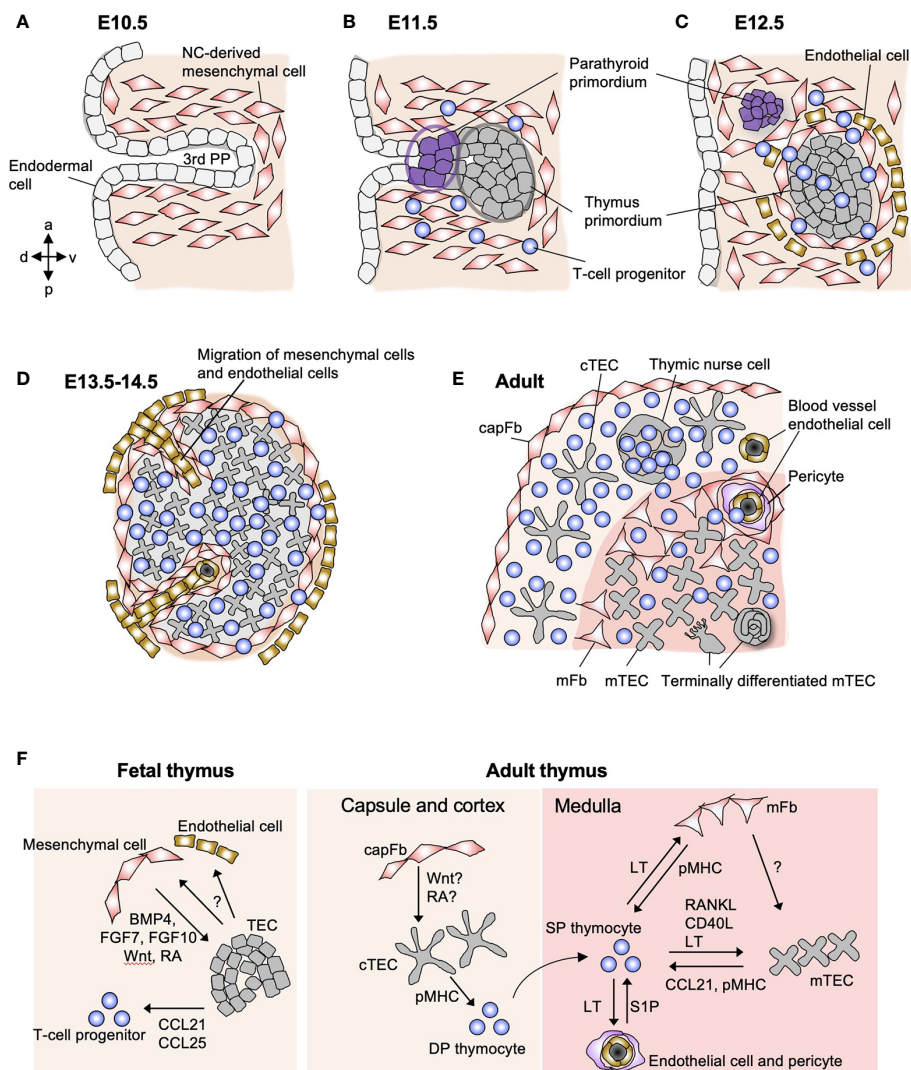 A
E10.5
NC-derived
mesenchymal cell
3rd PP
Endodermal
cell
a
d
v
p
B
E11.5
Parathyroid
primordium
Thymus
primordium
T-cell progenitor
C
E12.5
Endothelial cell
D
E13.5-14.5
Migration of mesenchymal cells
and endothelial cells
E
Adult
cTEC
Thymic nurse cell
capFb
Blood vessel
endothelial cell
Pericyte
mFb
mTEC
Terminally differentiated mTEC
F
Fetal thymus
Endothelial cell
Mesenchymal cell
?
BMP4,
FGF7, FGF10
Wnt, RA
TEC
T-cell progenitor
CCL21
CCL25
Adult thymus
Capsule and cortex
capFb
Wnt?
RA?
cTEC
pMHC
DP thymocyte
Medulla
mFb
LT
pMHC
?
RANKL
CD40L
LT
SP thymocyte
CCL21, pMHC
mTEC
LT
S1P
Endothelial cell and pericyte